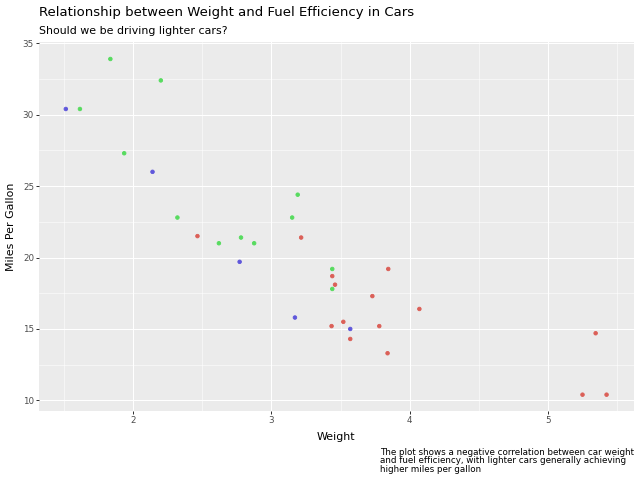 Relationship between Weight and Fuel Efficiency in Cars
Should we be driving lighter cars?
35
30
25
20
15
10
Miles Per Gallon
2 3 4 5
Weight
The plot shows a negative correlation between car weight
and fuel efficiency, with lighter cars generally achieving
higher miles per gallon